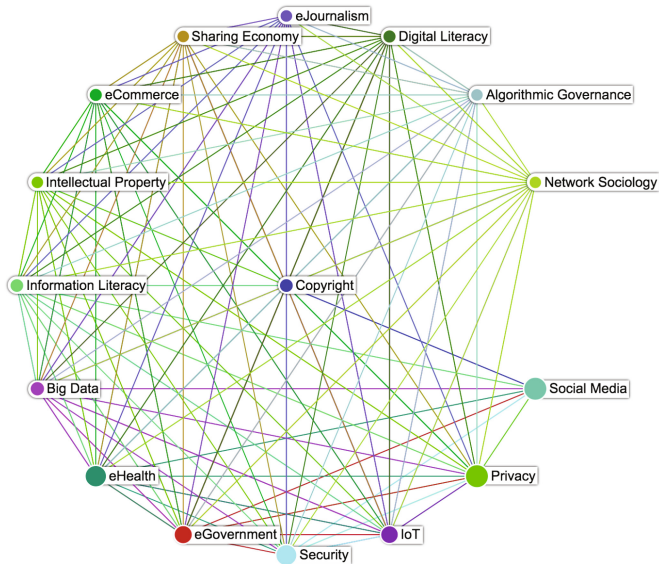 eJournalism
Sharing Economy
Digital Literacy
eCommerce
Algorithmic Governance
Intellectual Property
Network Sociology
Information Literacy
Copyright
Big Data
Social Media
eHealth
Privacy
eGovernment
IoT
Security